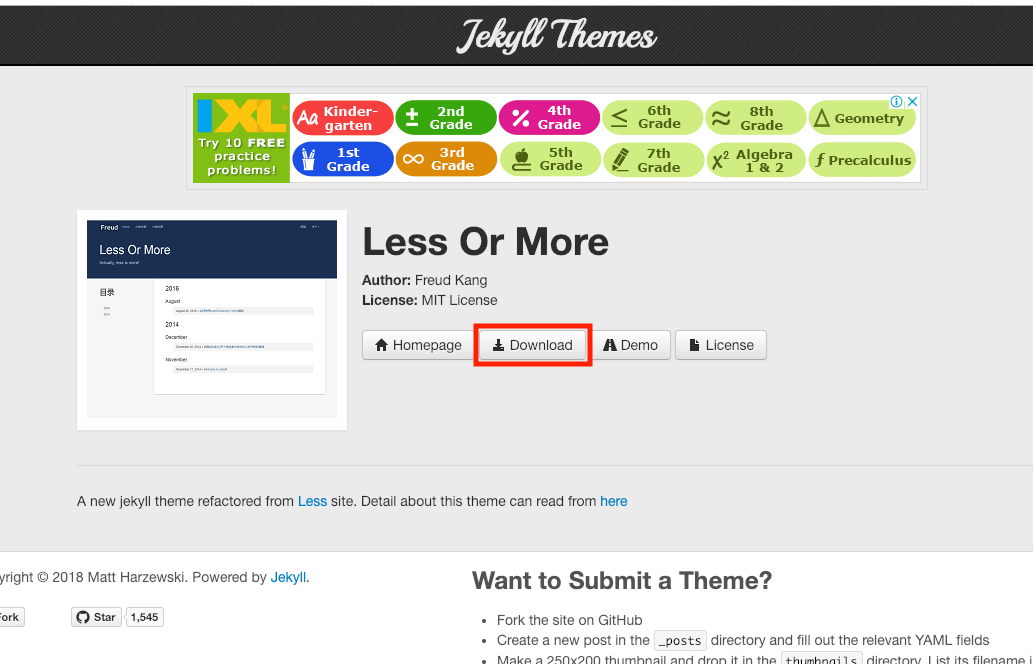 Jekyll Themes
IXL
Try 10 FREE
practice
problems!
Aa Kinder-
garten
± 2nd
Grade
% 4th
Grade
≤ 6th
Grade
≈ 8th
Grade
△ Geometry
1st
Grade
∞ 3rd
Grade
5th
Grade
7th
Grade
x² Algebra
1 & 2
f Precalculus
Freud
Less Or More
Actually, less is more!
目录
2016
August
2014
December
November
Less Or More
Author: Freud Kang
License: MIT License
Homepage Download Demo License
A new jekyll theme refactored from Less site. Detail about this theme can read from here
yright © 2018 Matt Harzewski. Powered by Jekyll.
Fork Star 1,545
Want to Submit a Theme?
• Fork the site on GitHub
• Create a new post in the _posts directory and fill out the relevant YAML fields
• Make a 250x200 thumbnail and drop it in the thumbnails directory. List its filename i